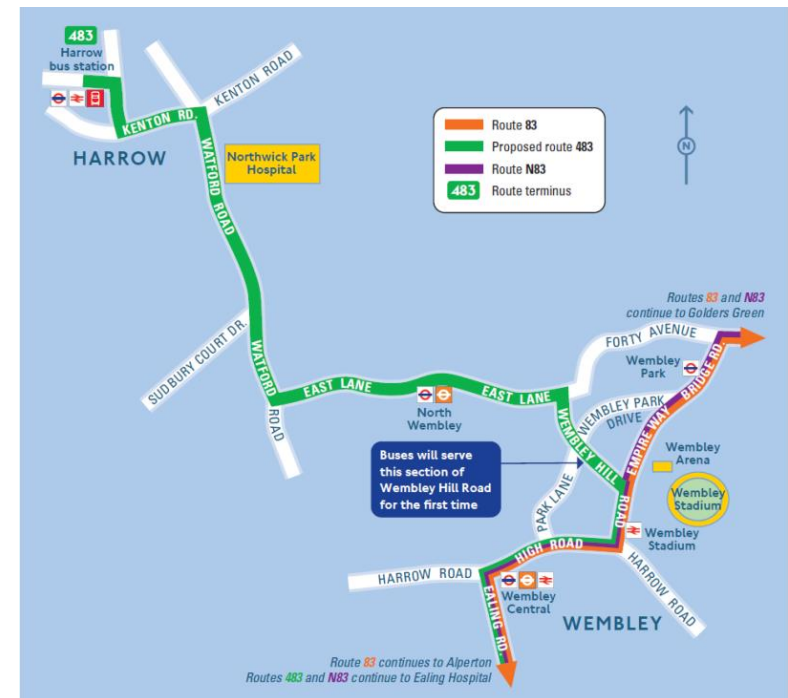 483
Harrow
bus station
KENTON ROAD
KENTON RD.
HARROW
Northwick Park
Hospital
WATFORD ROAD
Route 83
Proposed route 483
Route N83
483 Route terminus
N
Routes 83 and N83
continue to Golders Green
SUDBURY COURT DR.
WATFORD
ROAD
EAST LANE
EAST LANE
North
Wembley
FORTY AVENUE
Wembley
Park
BRIDGE RD.
WEMBLEY PARK
DRIVE
EMPIRE WAY
WEMBLEY HILL
ROAD
Wembley
Arena
Wembley
Stadium
Buses will serve
this section of
Wembley Hill Road
for the first time
PARK LANE
Wembley
Stadium
HIGH ROAD
HARROW ROAD
HARROW ROAD
EALING RD.
Wembley
Central
WEMBLEY
Route 83 continues to Alperton
Routes 483 and N83 continue to Ealing Hospital